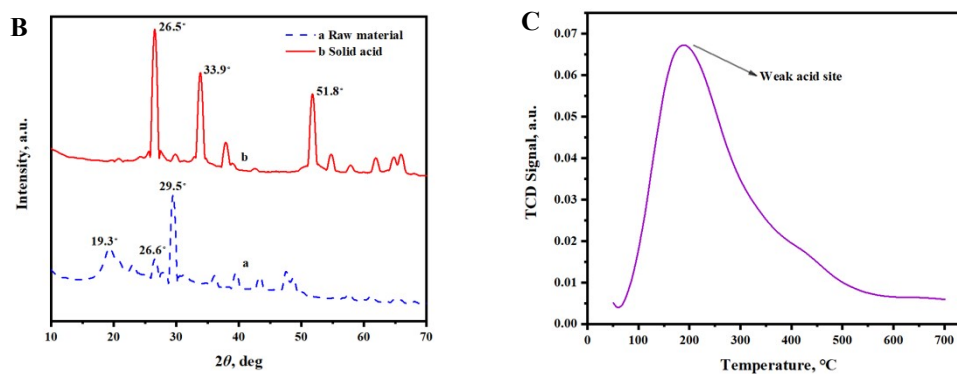 B
26.5°
a Raw material
b Solid acid
33.9°
51.8°
b
29.5°
19.3°
26.6°
a
Intensity, a.u.
10 20 30 40 50 60 70
2θ, deg
C
0.07
0.06
0.05
0.04
0.03
0.02
0.01
0.00
Weak acid site
TCD Signal, a.u.
0 100 200 300 400 500 600 700
Temperature, °C